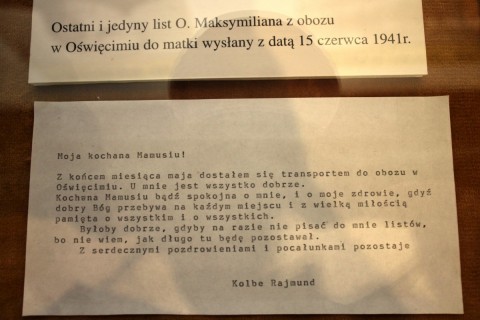 Ostatni i jedyny list O. Maksymiliana z obozu
w Oświęcimiu do matki wysłany z datą 15 czerwca 1941r.
Moja kochana Mamusiu!
Z końcem miesiąca maja dostałem się transportem do obozu w
Oświęcimiu. U mnie jest wszystko dobrze.
Kochana Mamusiu bądź spokojna o mnie, i o moje zdrowie, gdyż
dobry Bóg przebywa na każdym miejscu i z wielką miłością
pamięta o wszystkim i o wszystkich.
Byłoby dobrze, gdyby na razie nie pisać do mnie listów,
bo nie wiem, jak długo tu będę pozostawał.
Z serdecznymi pozdrowieniami i pocałunkami pozostaje
Kolbe Rajmund